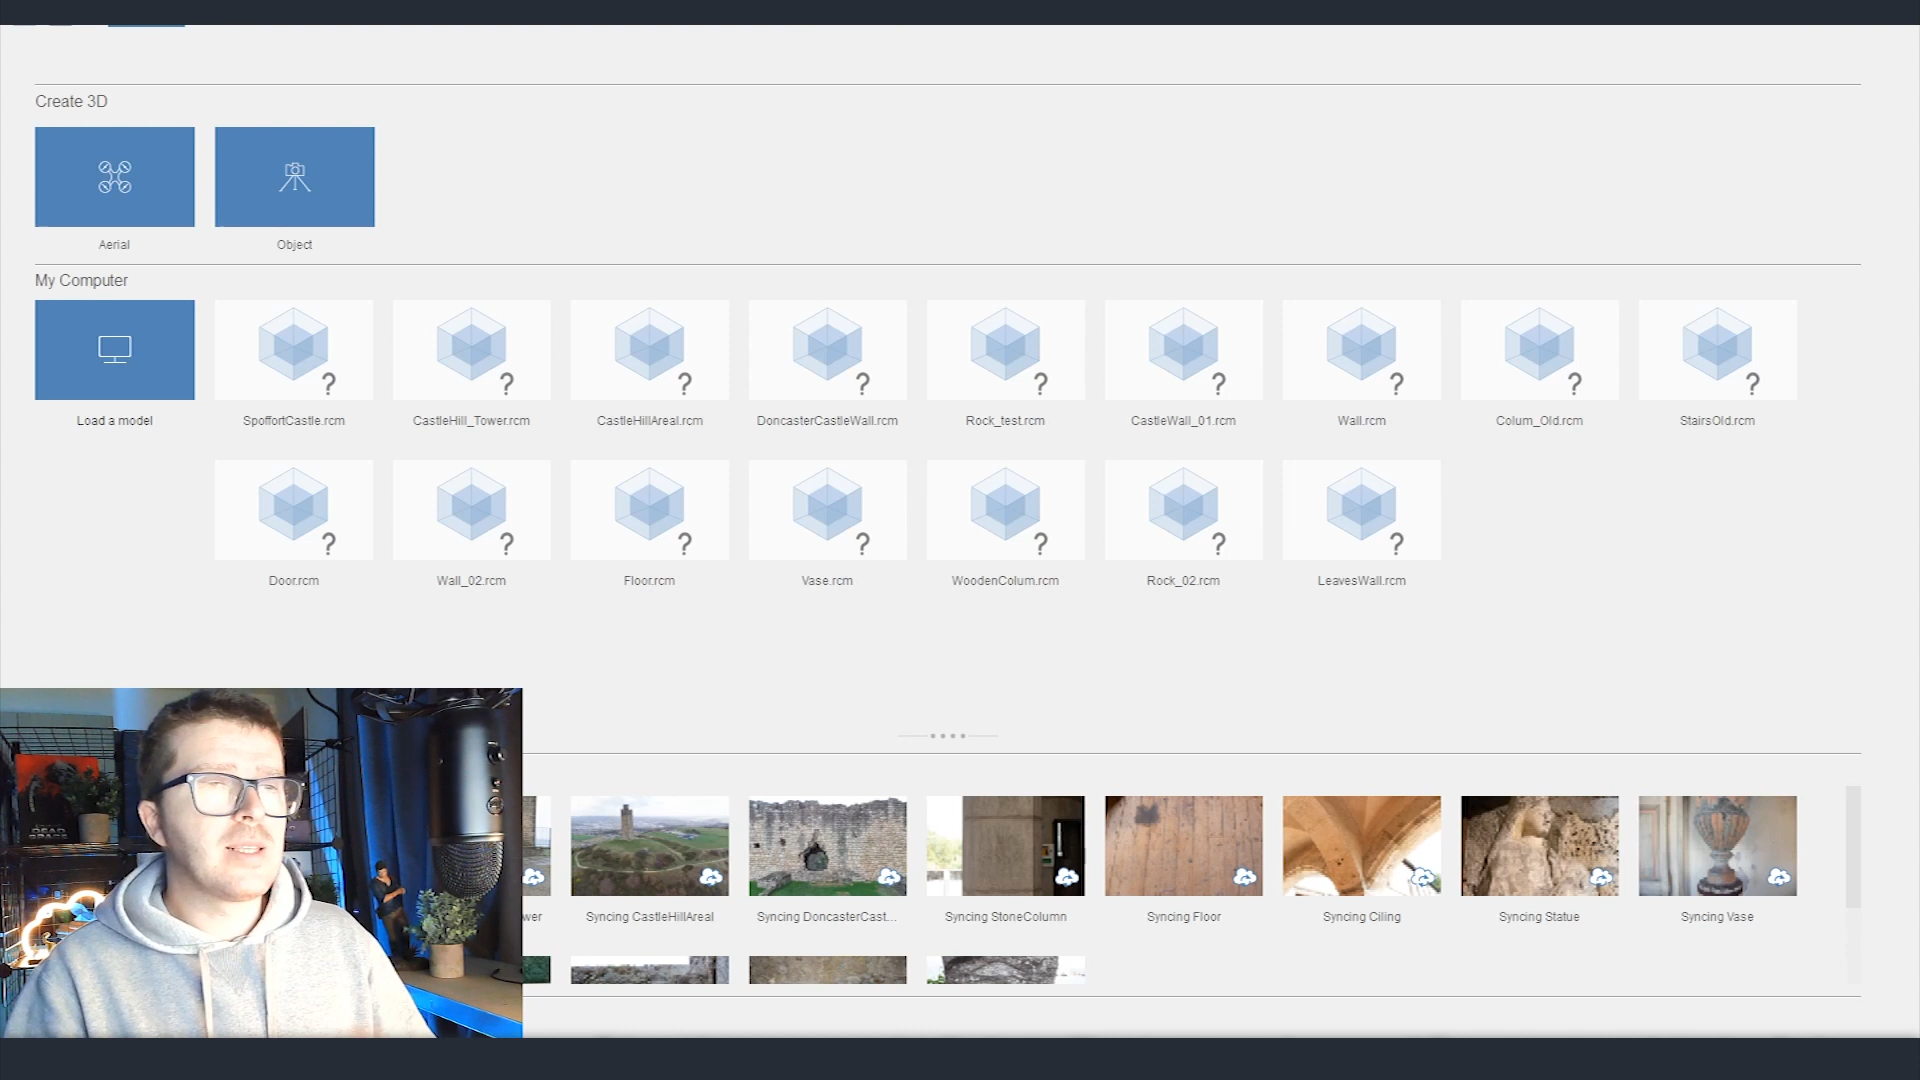 Create 3D
Aerial
Object
My Computer
Load a model
SpoffortCastle.rcm
CastleHill_Tower.rcm
CastleHillAreal.rcm
DoncasterCastleWall.rcm
Rock_test.rcm
CastleWall_01.rcm
Wall.rcm
Colum_Old.rcm
StairsOld.rcm
?
?
?
?
?
?
?
?
?
Door.rcm
Wall_02.rcm
Floor.rcm
Vase.rcm
WoodenColum.rcm
Rock_02.rcm
LeavesWall.rcm
?
?
?
?
?
?
?
DEAD
SPACE
wer
Syncing CastleHillAreal
Syncing DoncasterCast...
Syncing StoneColumn
Syncing Floor
Syncing Ciling
Syncing Statue
Syncing Vase